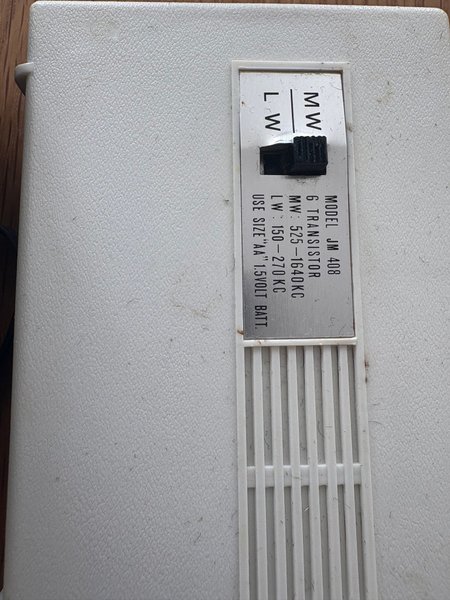 MW
LW
MODEL JM 408
6 TRANSISTOR
MW: 525-1640KC
LW: 150-270KC
USE SIZE"AA" 1.5VOLT BATT.